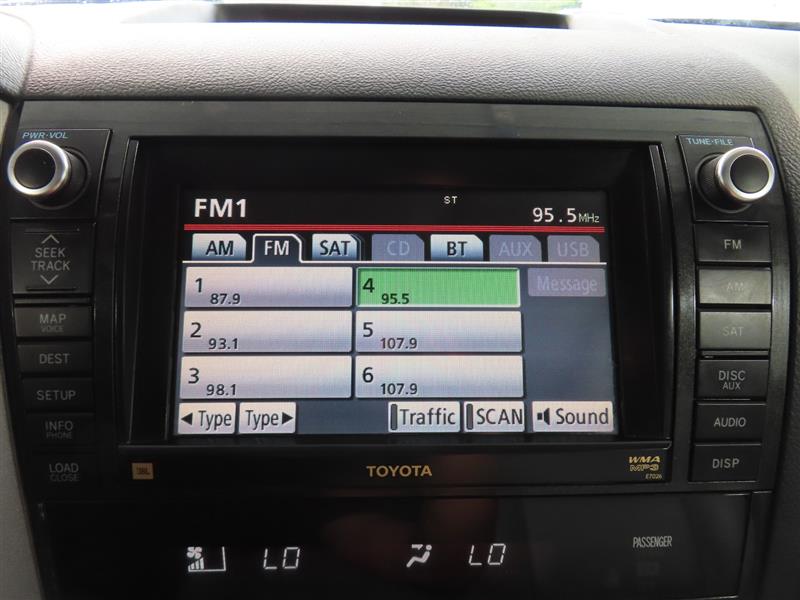 PWR·VOL
TUNE·FILE
FM1
ST
95.5MHz
AM FM SAT CD BT AUX USB
1 87.9
4 95.5
Message
2 93.1
5 107.9
3 98.1
6 107.9
◀Type Type▶ Traffic SCAN Sound
SEEK
TRACK
MAP
VOICE
DEST
SETUP
INFO
PHONE
LOAD
CLOSE
FM
AM
SAT
DISC
AUX
AUDIO
DISP
JBL
TOYOTA
WMA
MP3
E7026
LO
LO
PASSENGER